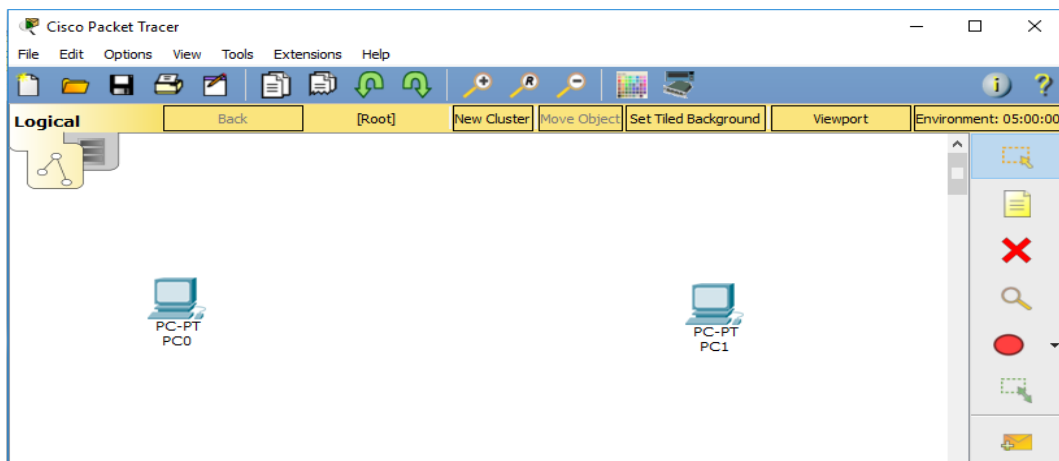 Cisco Packet Tracer
File Edit Options View Tools Extensions Help
Logical Back [Root] New Cluster Move Object Set Tiled Background Viewport Environment: 05:00:00
PC-PT
PC0
PC-PT
PC1